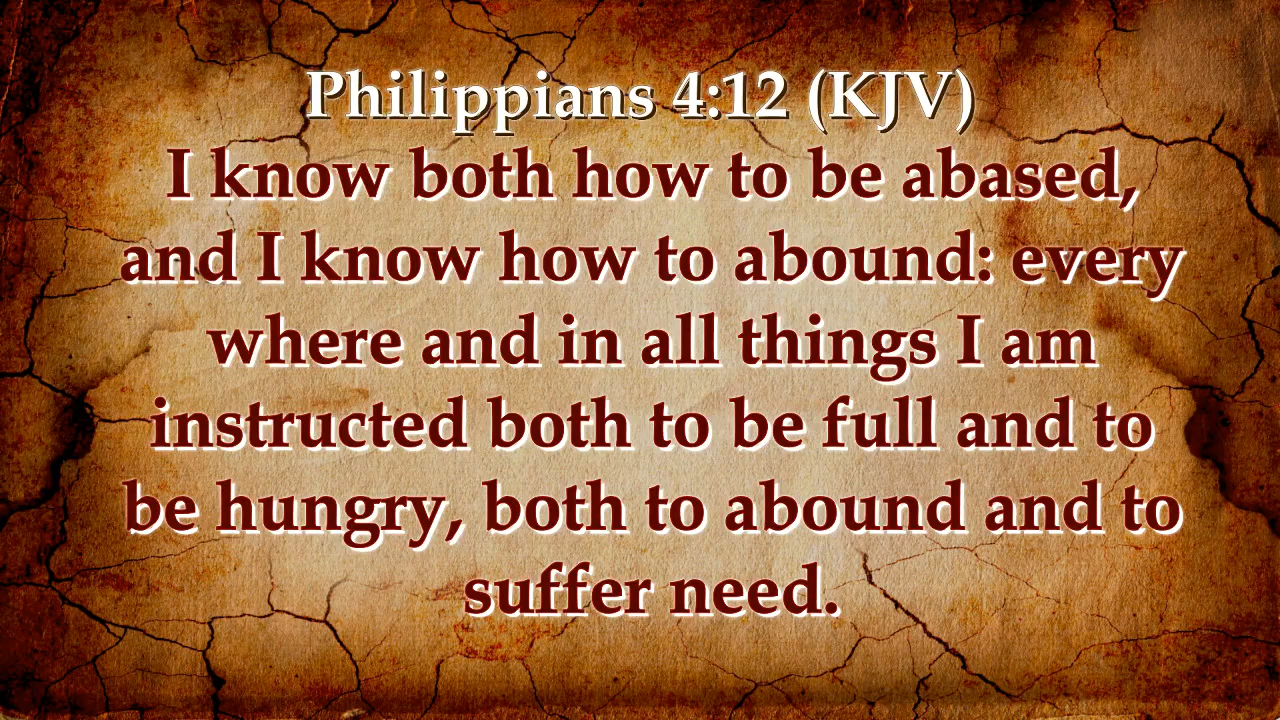 Philippians 4:12 (KJV)
I know both how to be abased,
and I know how to abound: every
where and in all things I am
instructed both to be full and to
be hungry, both to abound and to
suffer need.